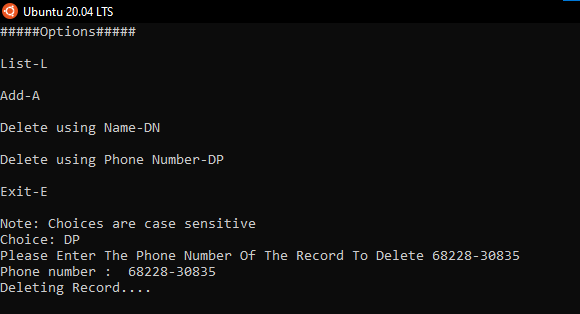 Ubuntu 20.04 LTS
#####Options#####
List-L
Add-A
Delete using Name-DN
Delete using Phone Number-DP
Exit-E
Note: Choices are case sensitive
Choice: DP
Please Enter The Phone Number Of The Record To Delete 68228-30835
Phone number :  68228-30835
Deleting Record....